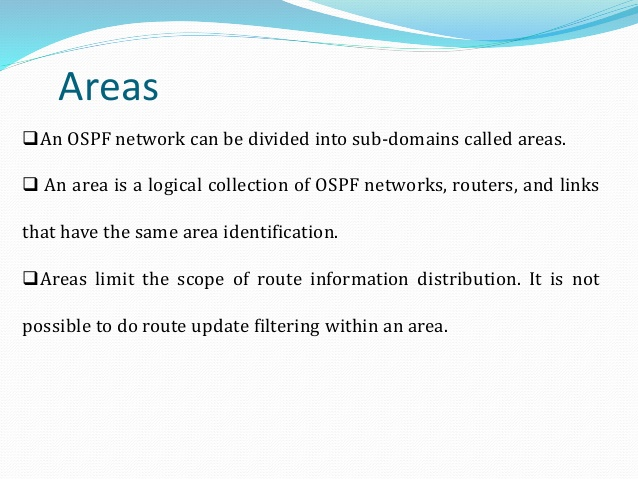 Areas
❑An OSPF network can be divided into sub-domains called areas.
❑ An area is a logical collection of OSPF networks, routers, and links
that have the same area identification.
❑Areas limit the scope of route information distribution. It is not
possible to do route update filtering within an area.